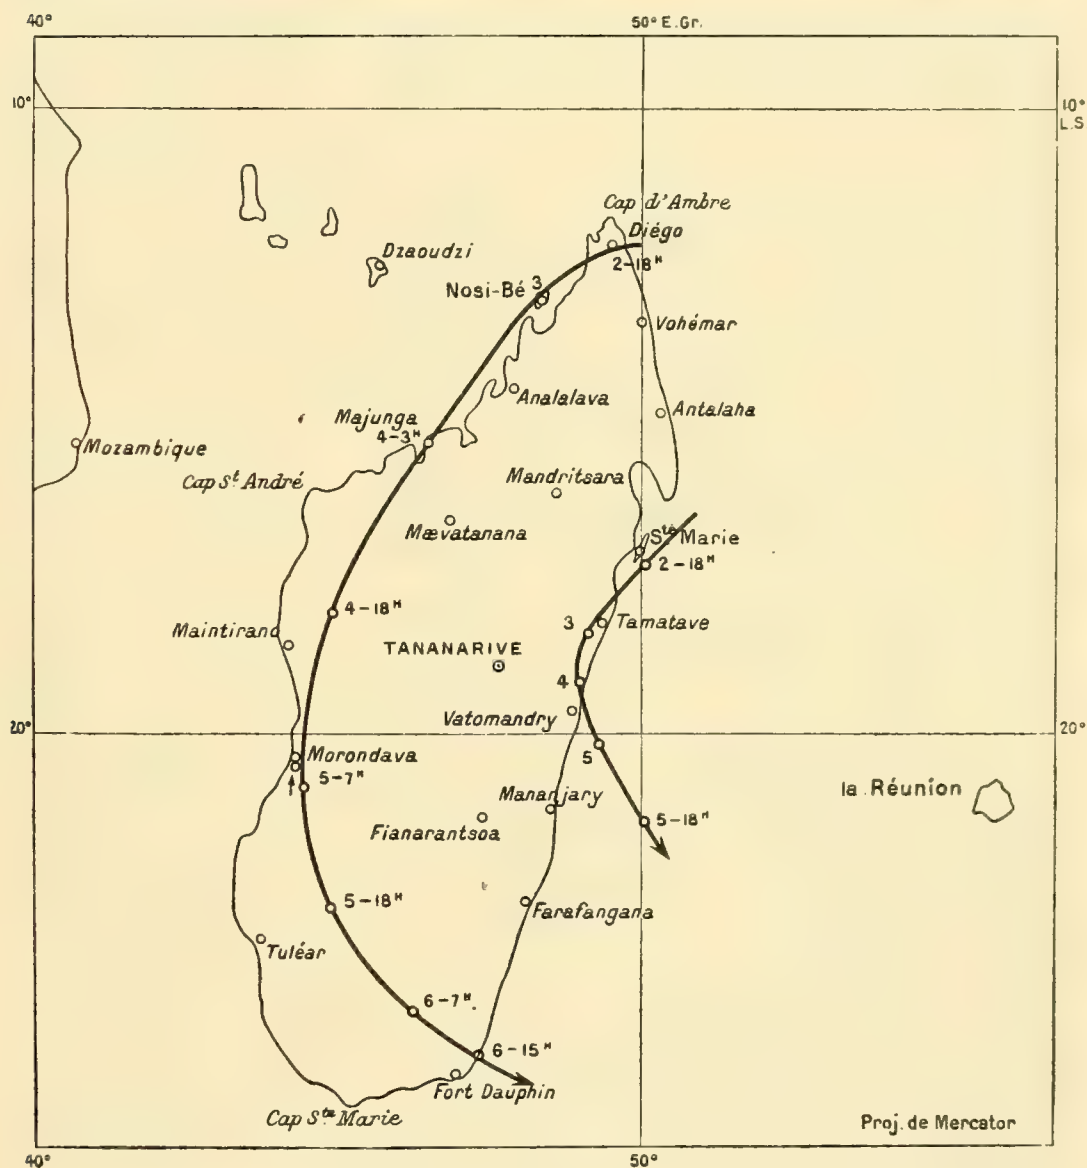 40°
50° E.Gr.
10°
10°
L.S
Cap d'Ambre
Diégo
2-18ᴴ
Dzaoudzi
Nosi-Bé
3
Vohémar
Analalava
Antalaha
Majunga
4-3ᴴ
Mozambique
Cap Sᵗ André
Mandritsara
Mævatanana
Sᵗᵉ Marie
2-18ᴴ
4-18ᴴ
Maintirano
3
Tamatave
TANANARIVE
4
Vatomandry
20°
20°
5
Morondava
5-7ᴴ
Mananjary
la Réunion
Fianarantsoa
5-18ᴴ
5-18ᴴ
Farafangana
Tuléar
6-7ᴴ.
6-15ᴴ
Fort Dauphin
Cap Sᵗᵉ Marie
Proj. de Mercator
40°
50°